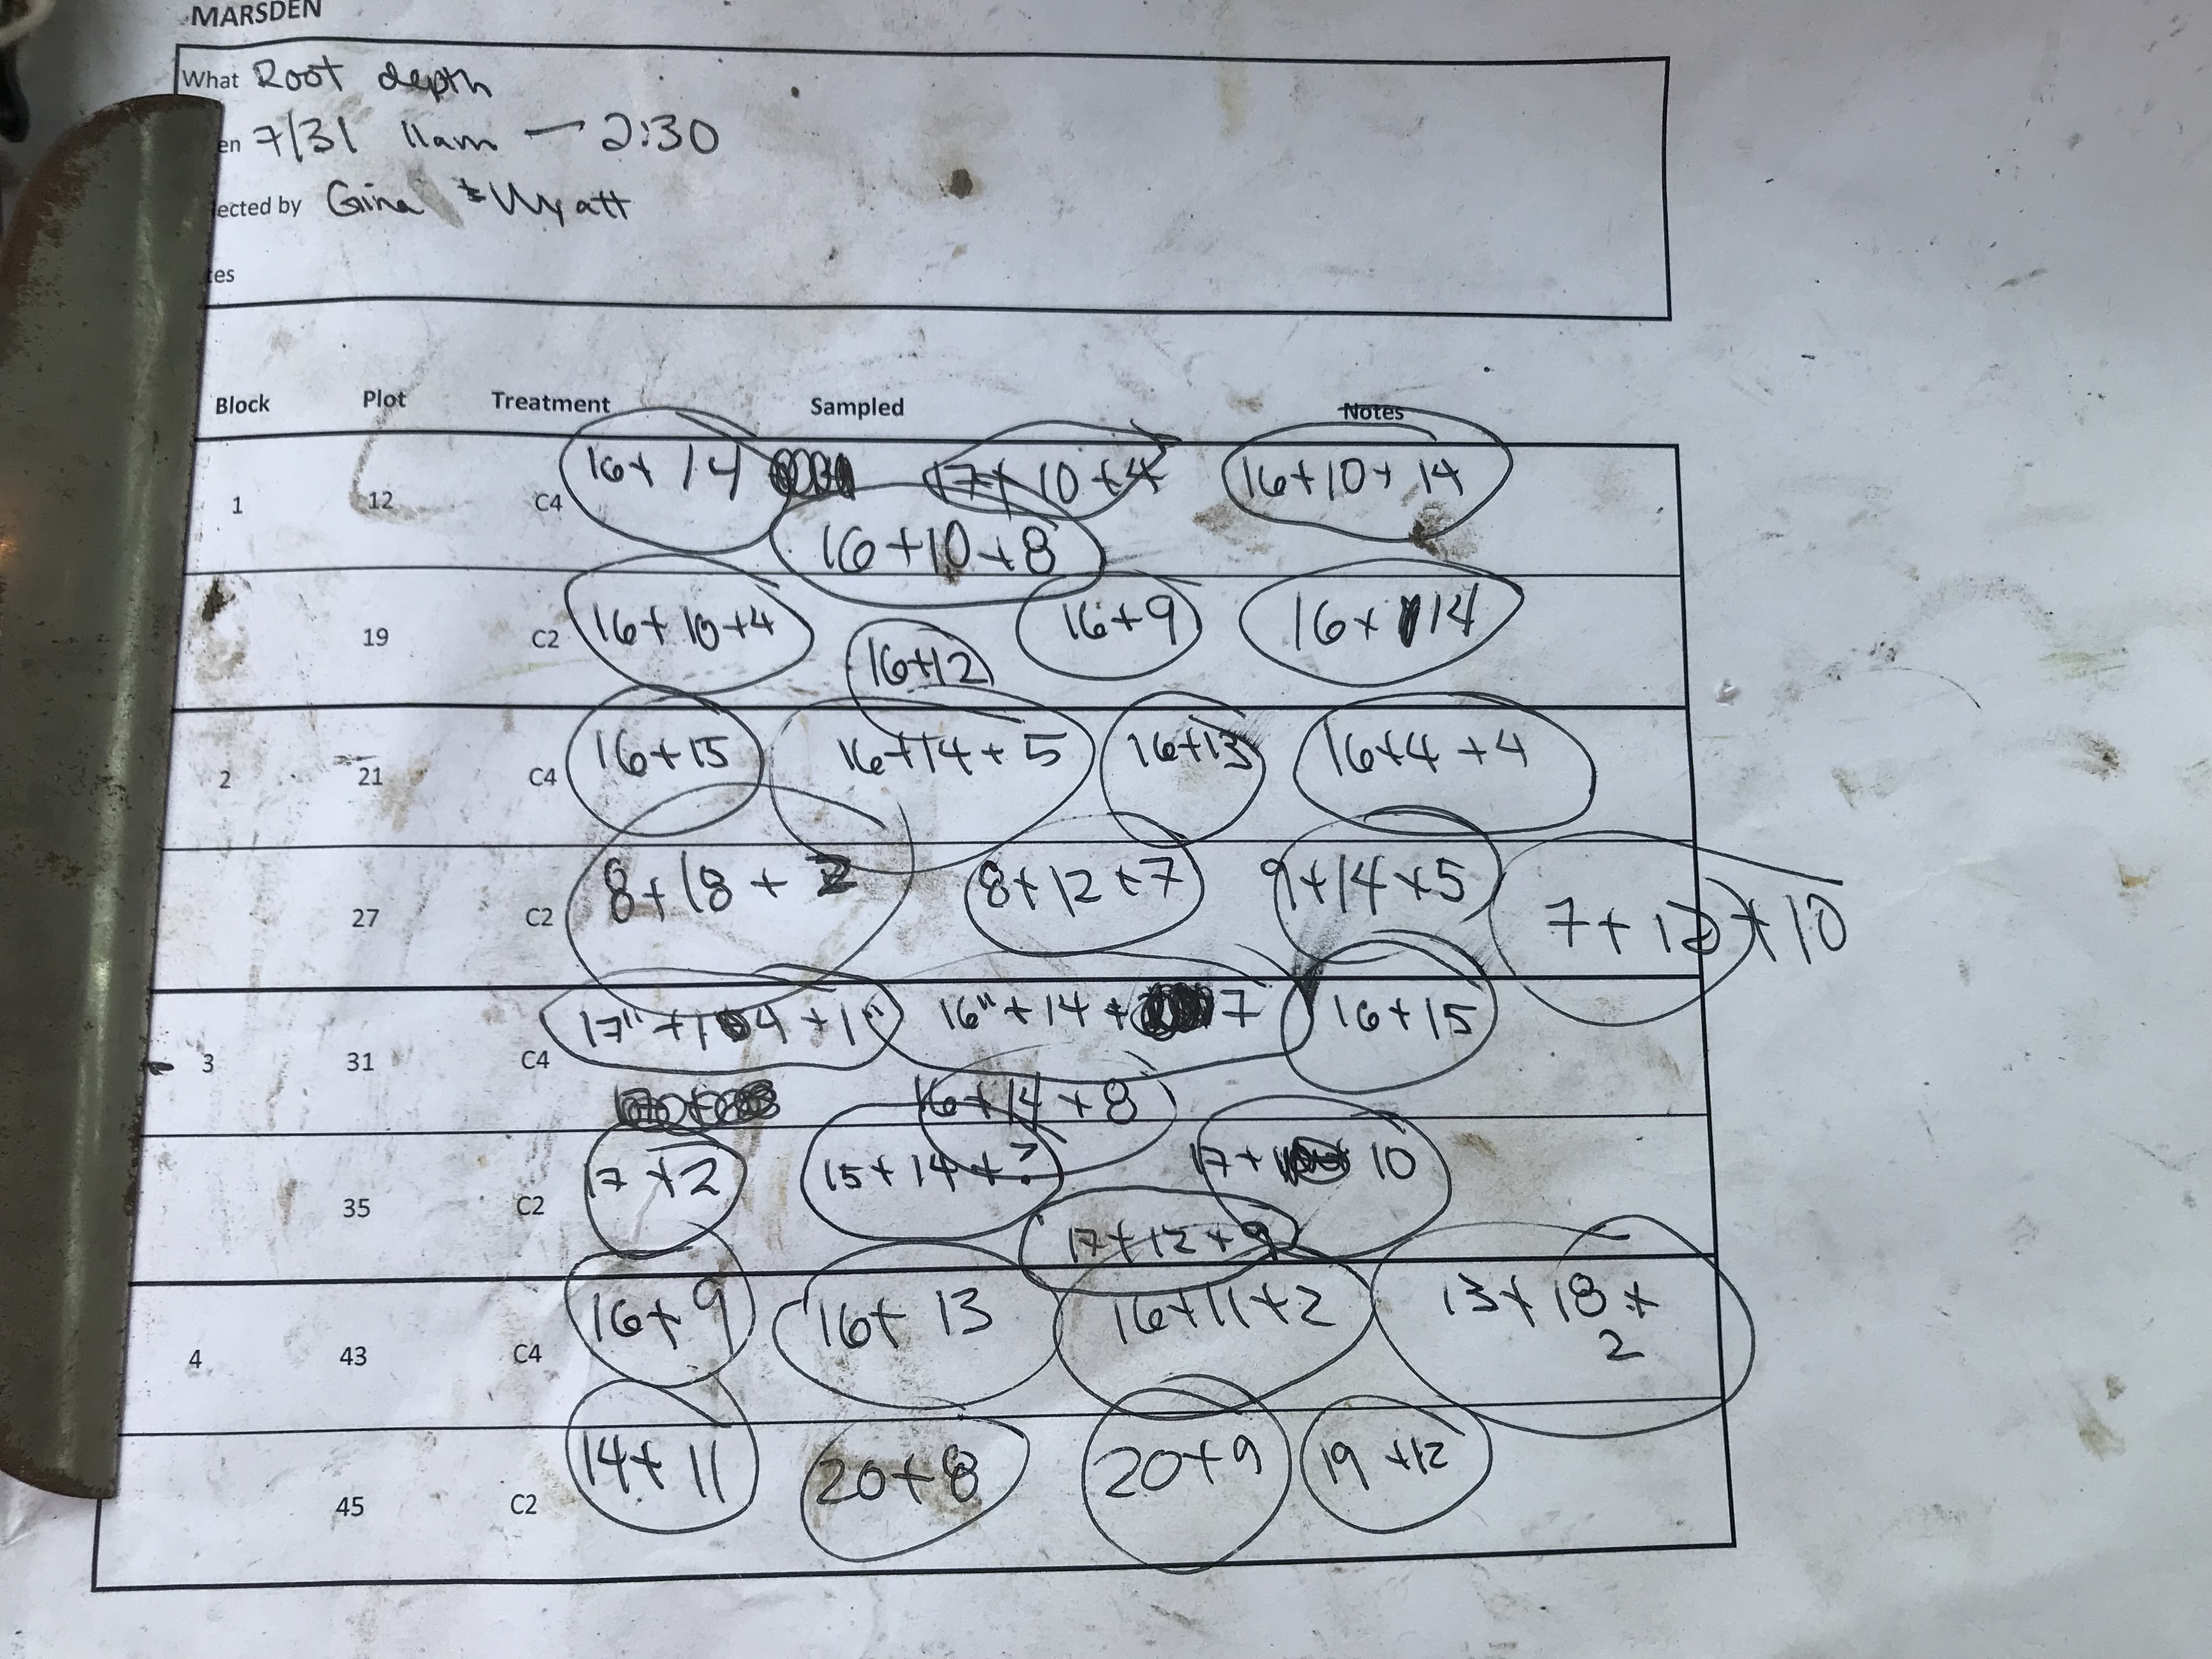 MARSDEN
What Root depth
en 7/31 11am — 2:30
ected by Gina & Wyatt
tes
Block Plot Treatment Sampled Notes
16+ 14 17+ 10 +4 16+10+ 14
1 12 C4
16+10+8
16+ 10+4 16+9 16+ 14
19 C2
16+12
16+15 16+14+5 16+13 16+4 +4
2 21 C4
8+18+ 2 8+12+7 9+14+5
27 C2 7+ 12+10
17"+14+1" 16"+14+ 7 16+15
3 31 C4
16+14+8
17+2 15+14+? 17+ 10
35 C2
17+12+9
16+9 16+ 13 16+11+2 13+18+
2
4 43 C4
14+ 11 20+8 20+9 19+12
45 C2